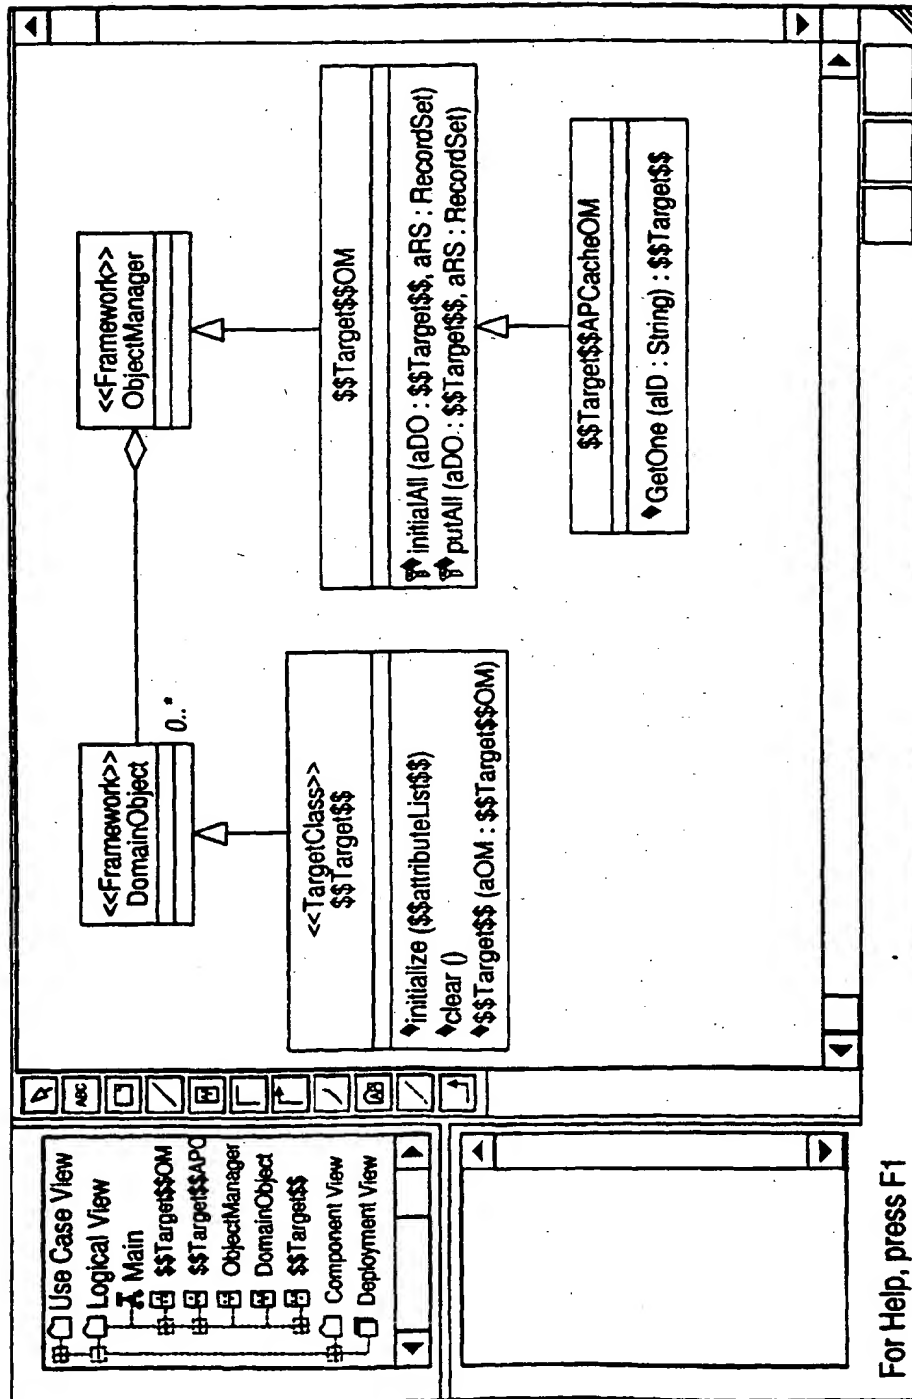 Use Case View
Logical View
Main
$$Target$$OM
$$Target$$APC
ObjectManager
DomainObject
$$Target$$
Component View
Deployment View
ABC
<<Framework>>
DomainObject
0..*
<<Framework>>
ObjectManager
<<TargetClass>>
$$Target$$
initialize ($$attributeList$$)
clear ()
$$Target$$ (aOM : $$Target$$OM)
$$Target$$OM
initialAll (aDO : $$Target$$, aRS : RecordSet)
putAll (aDO : $$Target$$, aRS : RecordSet)
$$Target$$APCacheOM
GetOne (aID : String) : $$Target$$
For Help, press F1